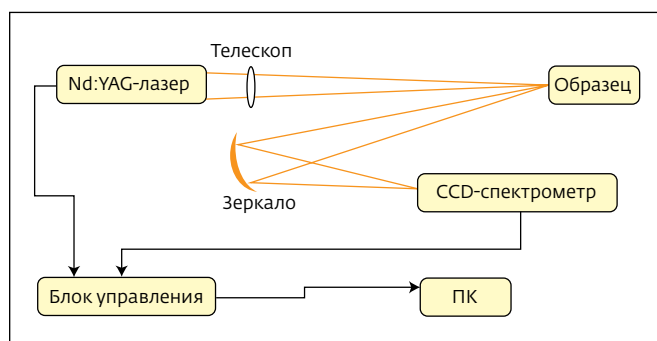 Телескоп
Nd:YAG-лазер
Образец
Зеркало
CCD-спектрометр
Блок управления
ПК